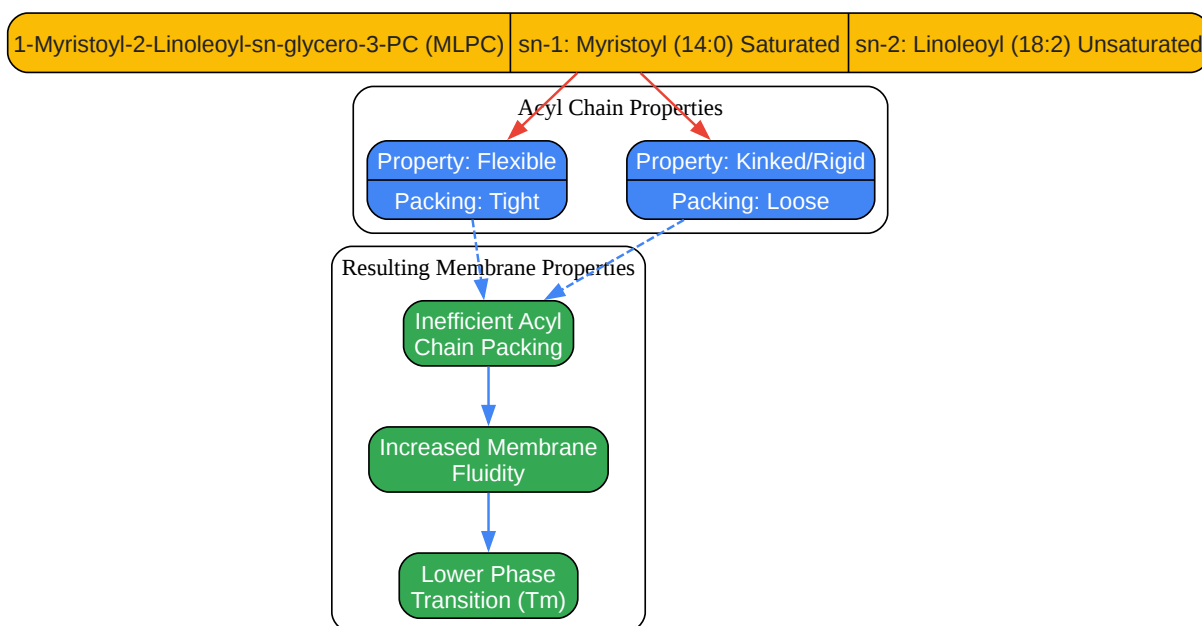 1-Myristoyl-2-Linoleoyl-sn-glycero-3-PC (MLPC)
sn-1: Myristoyl (14:0) Saturated
sn-2: Linoleoyl (18:2) Unsaturated
Acyl Chain Properties
Property: Flexible
Packing: Tight
Property: Kinked/Rigid
Packing: Loose
Resulting Membrane Properties
Inefficient Acyl
Chain Packing
Increased Membrane
Fluidity
Lower Phase
Transition (Tm)